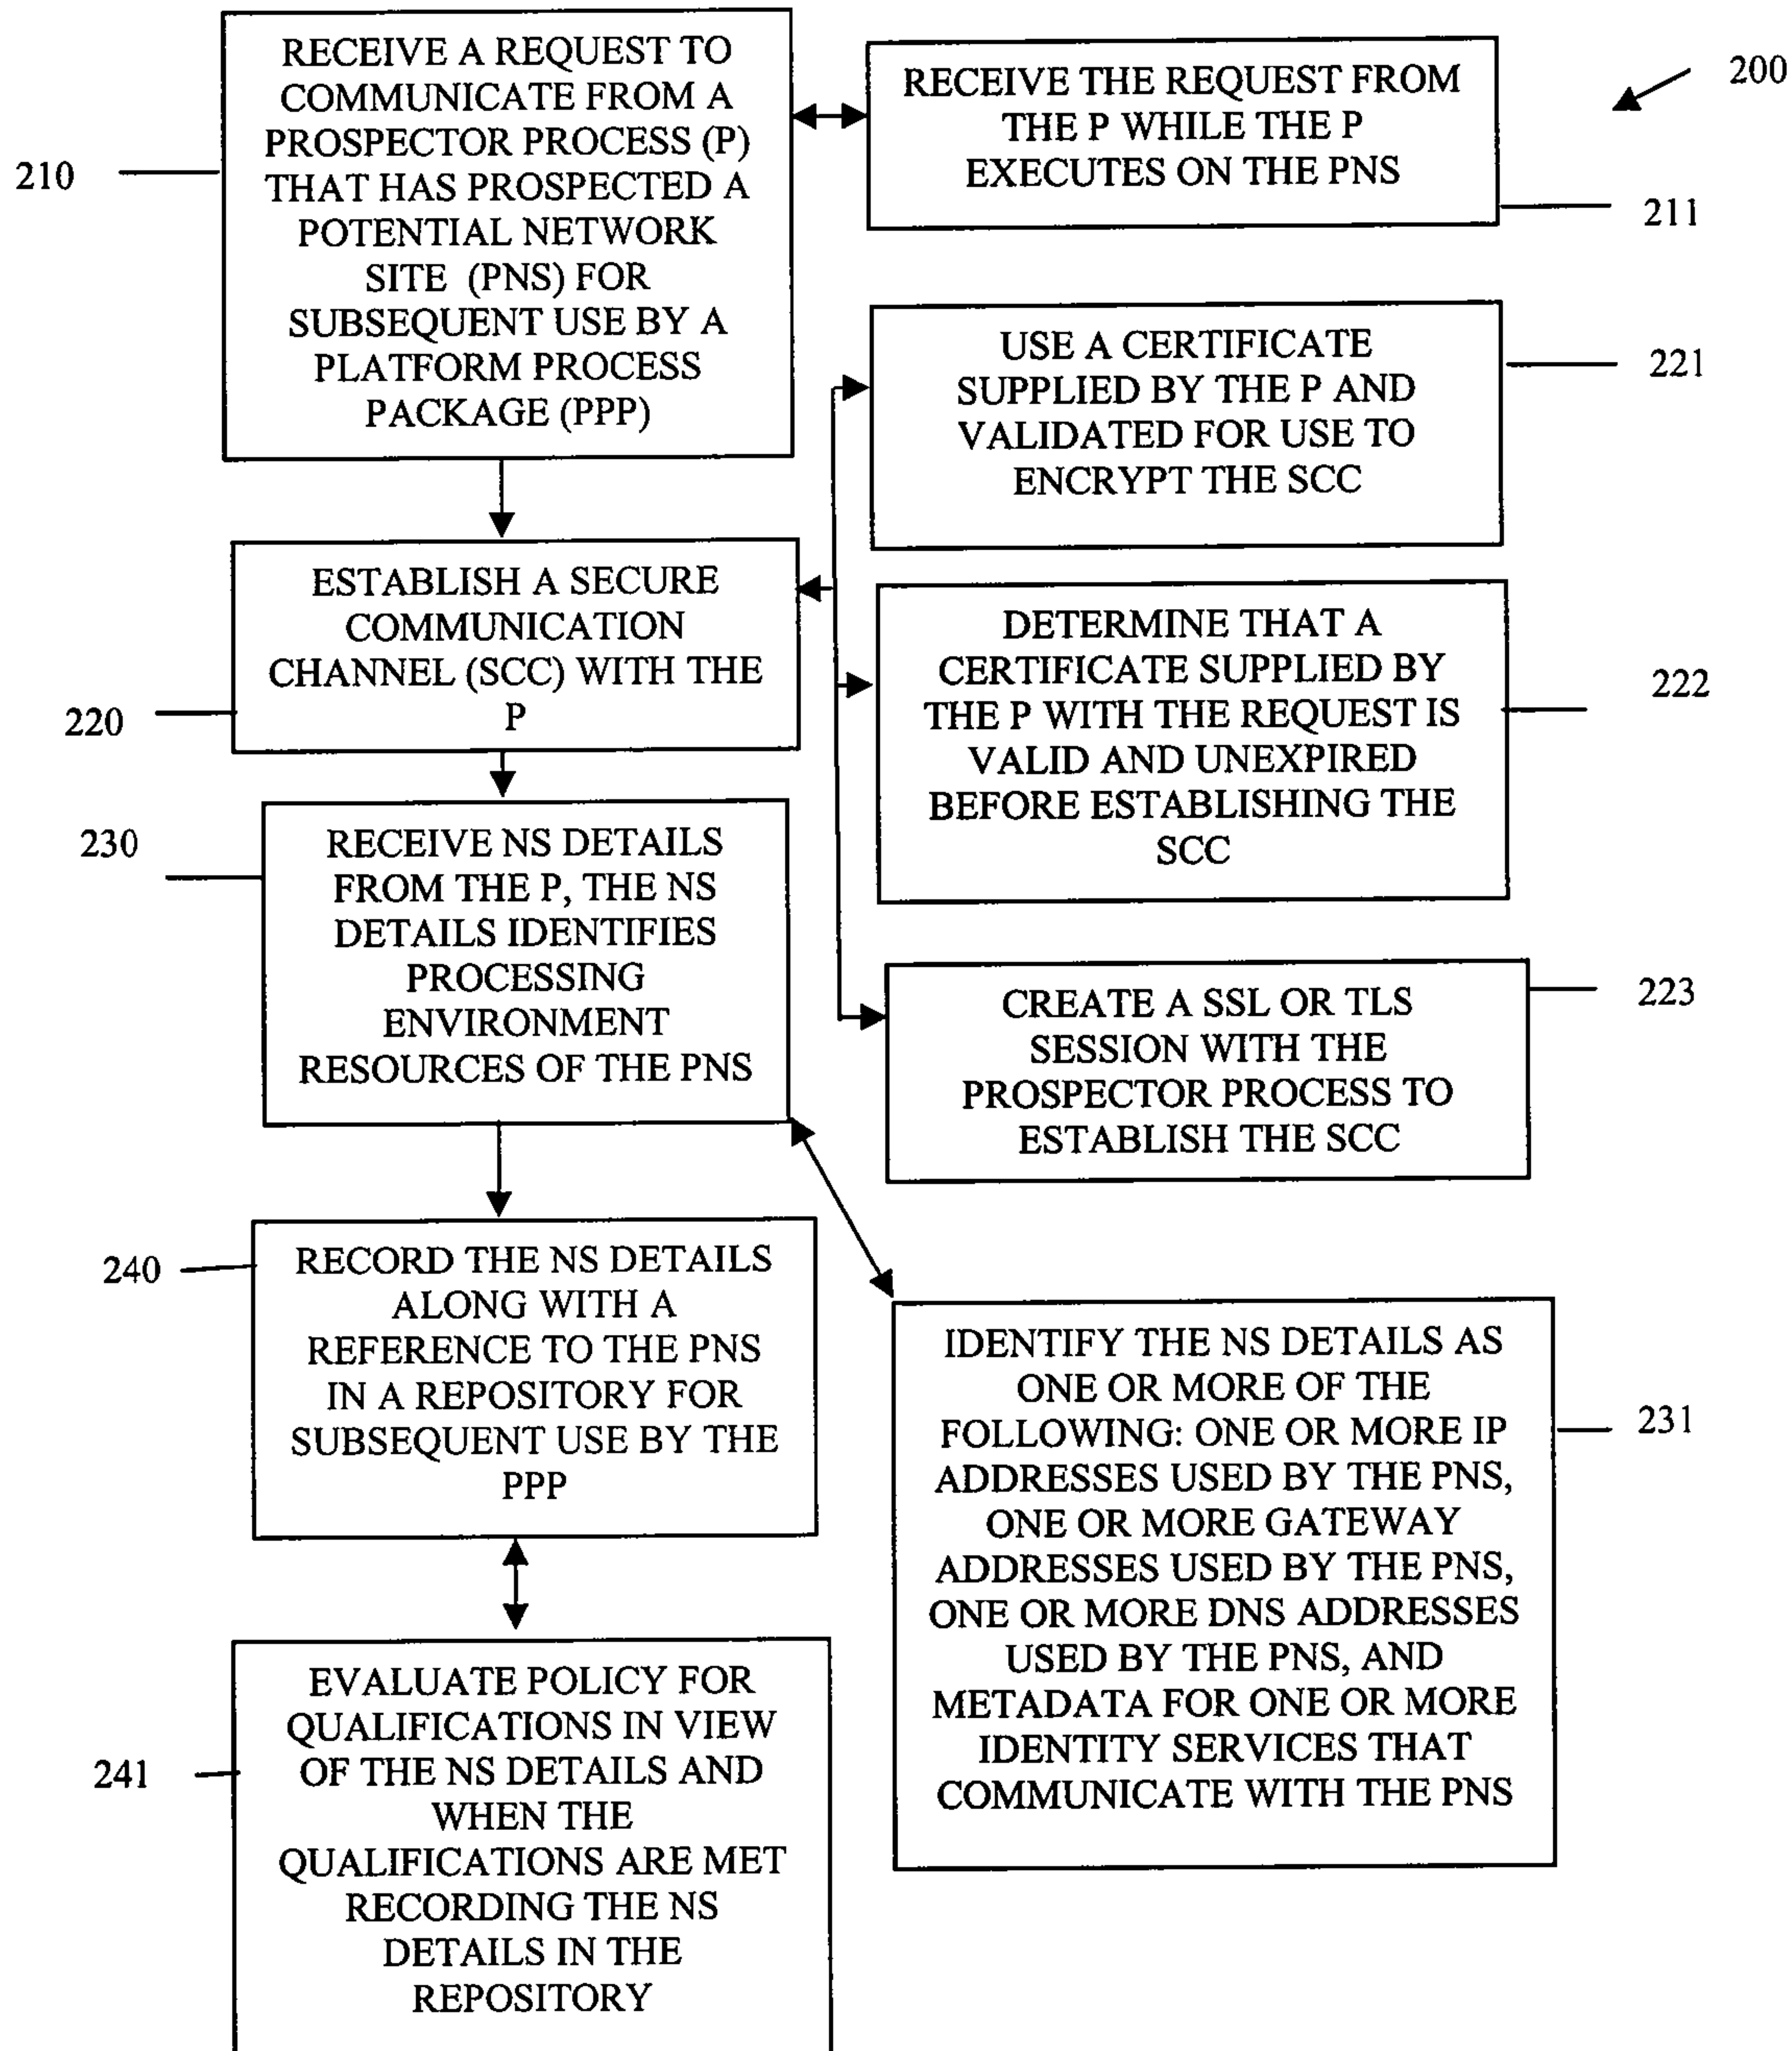 RECEIVE A REQUEST TO
COMMUNICATE FROM A
PROSPECTOR PROCESS (P)
THAT HAS PROSPECTED A
POTENTIAL NETWORK
SITE (PNS) FOR
SUBSEQUENT USE BY A
PLATFORM PROCESS
PACKAGE (PPP)
210
RECEIVE THE REQUEST FROM
THE P WHILE THE P
EXECUTES ON THE PNS
211
200
USE A CERTIFICATE
SUPPLIED BY THE P AND
VALIDATED FOR USE TO
ENCRYPT THE SCC
221
ESTABLISH A SECURE
COMMUNICATION
CHANNEL (SCC) WITH THE
P
220
DETERMINE THAT A
CERTIFICATE SUPPLIED BY
THE P WITH THE REQUEST IS
VALID AND UNEXPIRED
BEFORE ESTABLISHING THE
SCC
222
RECEIVE NS DETAILS
FROM THE P, THE NS
DETAILS IDENTIFIES
PROCESSING
ENVIRONMENT
RESOURCES OF THE PNS
230
CREATE A SSL OR TLS
SESSION WITH THE
PROSPECTOR PROCESS TO
ESTABLISH THE SCC
223
RECORD THE NS DETAILS
ALONG WITH A
REFERENCE TO THE PNS
IN A REPOSITORY FOR
SUBSEQUENT USE BY THE
PPP
240
IDENTIFY THE NS DETAILS AS
ONE OR MORE OF THE
FOLLOWING: ONE OR MORE IP
ADDRESSES USED BY THE PNS,
ONE OR MORE GATEWAY
ADDRESSES USED BY THE PNS,
ONE OR MORE DNS ADDRESSES
USED BY THE PNS, AND
METADATA FOR ONE OR MORE
IDENTITY SERVICES THAT
COMMUNICATE WITH THE PNS
231
EVALUATE POLICY FOR
QUALIFICATIONS IN VIEW
OF THE NS DETAILS AND
WHEN THE
QUALIFICATIONS ARE MET
RECORDING THE NS
DETAILS IN THE
REPOSITORY
241